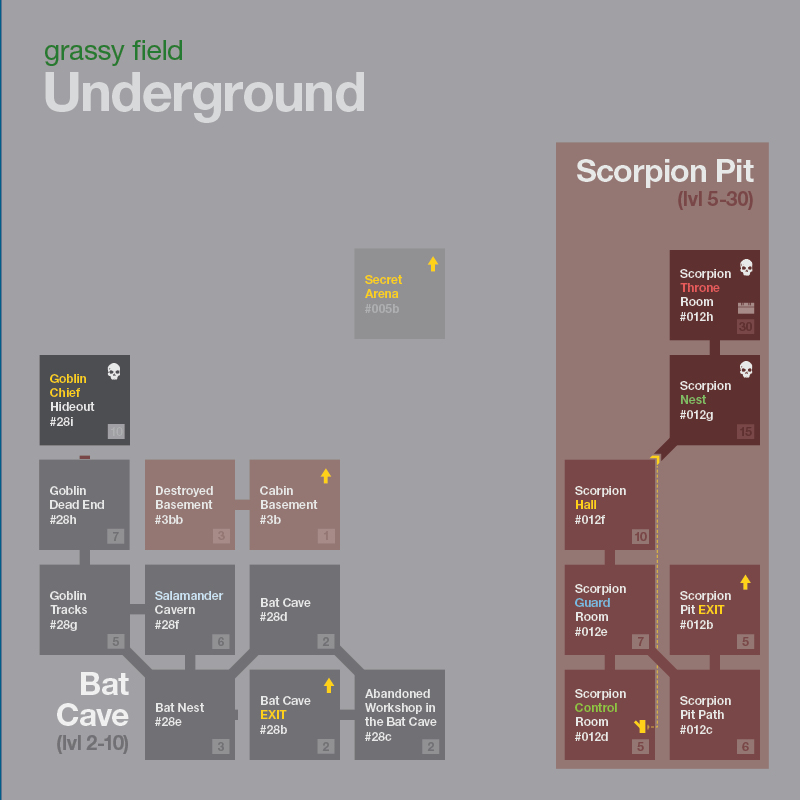 grassy field
Underground
Scorpion Pit
(lvl 5-30)
Secret
Arena
#005b
Scorpion
Throne
Room
#012h
30
Goblin
Chief
Hideout
#28i
10
Scorpion
Nest
#012g
15
Goblin
Dead End
#28h
7
Destroyed
Basement
#3bb
3
Cabin
Basement
#3b
1
Scorpion
Hall
#012f
10
Goblin
Tracks
#28g
5
Salamander
Cavern
#28f
6
Bat Cave
#28d
2
Scorpion
Guard
Room
#012e
7
Scorpion
Pit EXIT
#012b
5
Bat
Cave
(lvl 2-10)
Bat Nest
#28e
3
Bat Cave
EXIT
#28b
2
Abandoned
Workshop in
the Bat Cave
#28c
2
Scorpion
Control
Room
#012d
5
Scorpion
Pit Path
#012c
6